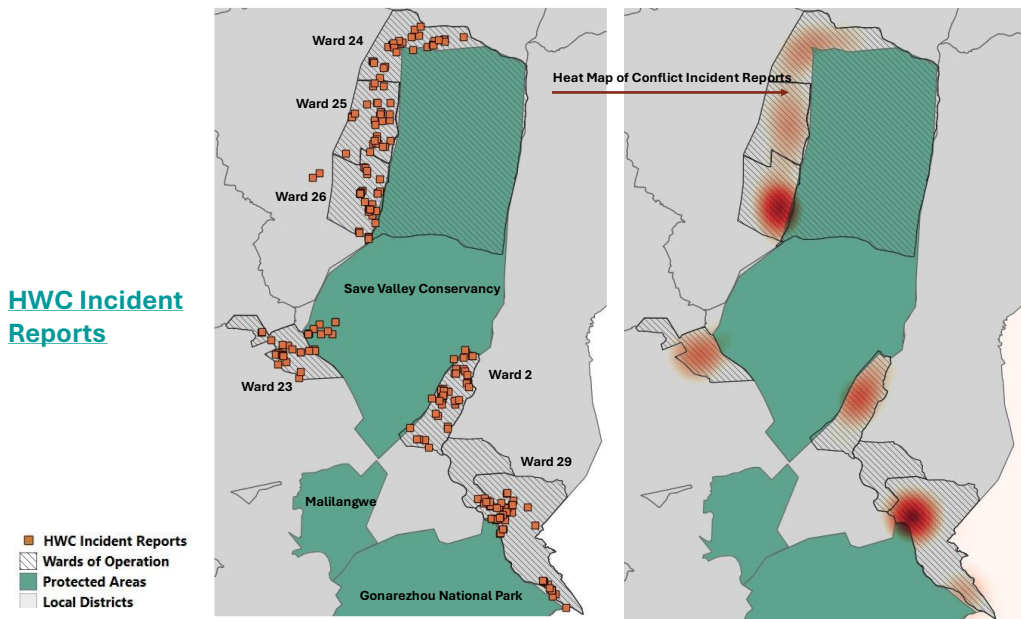 HWC Incident
Reports
Ward 24
Ward 25
Ward 26
Save Valley Conservancy
Ward 23
Ward 2
Ward 29
Malilangwe
Gonarezhou National Park
Heat Map of Conflict Incident Reports
HWC Incident Reports
Wards of Operation
Protected Areas
Local Districts